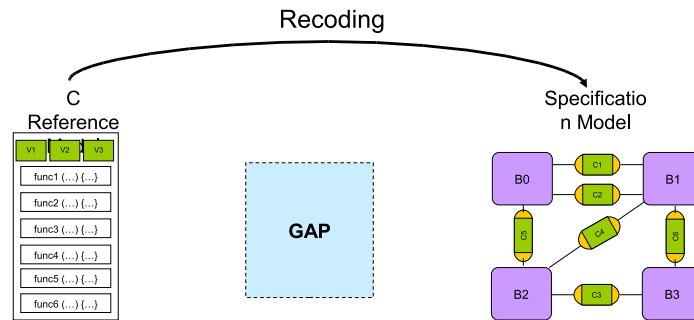 Recoding
C
Reference
Specificatio
n Model
V1 V2 V3
func1 (...) {...}
func2 (...) {...}
func3 (...) {...}
func4 (...) {...}
func5 (...) {...}
func6 (...) {...}
GAP
B0
C1
B1
C2
C5
C4
C6
B2
C3
B3